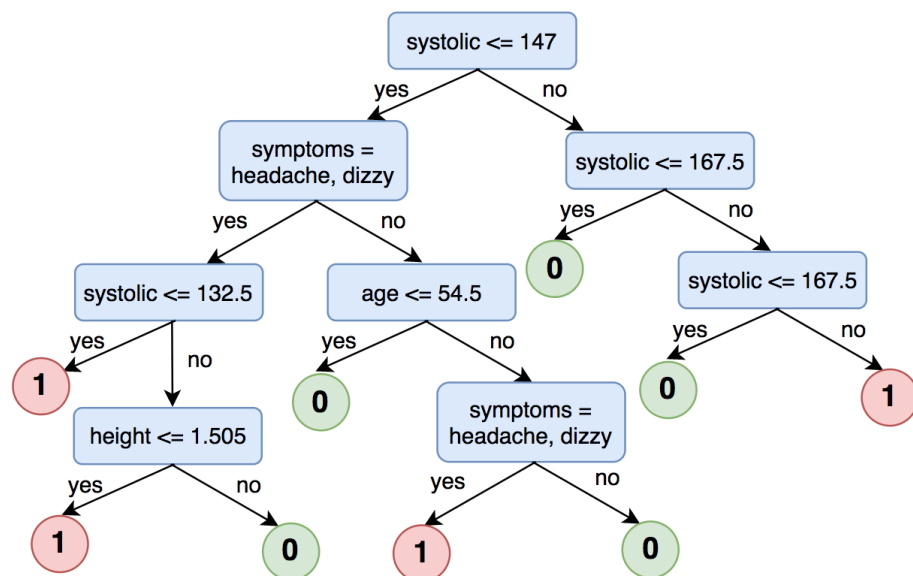 systolic <= 147
yes
no
symptoms =
headache, dizzy
systolic <= 167.5
yes
no
yes
no
0
systolic <= 132.5
age <= 54.5
systolic <= 167.5
yes
no
yes
no
yes
no
1
0
0
1
height <= 1.505
symptoms =
headache, dizzy
yes
no
yes
no
1
0
1
0